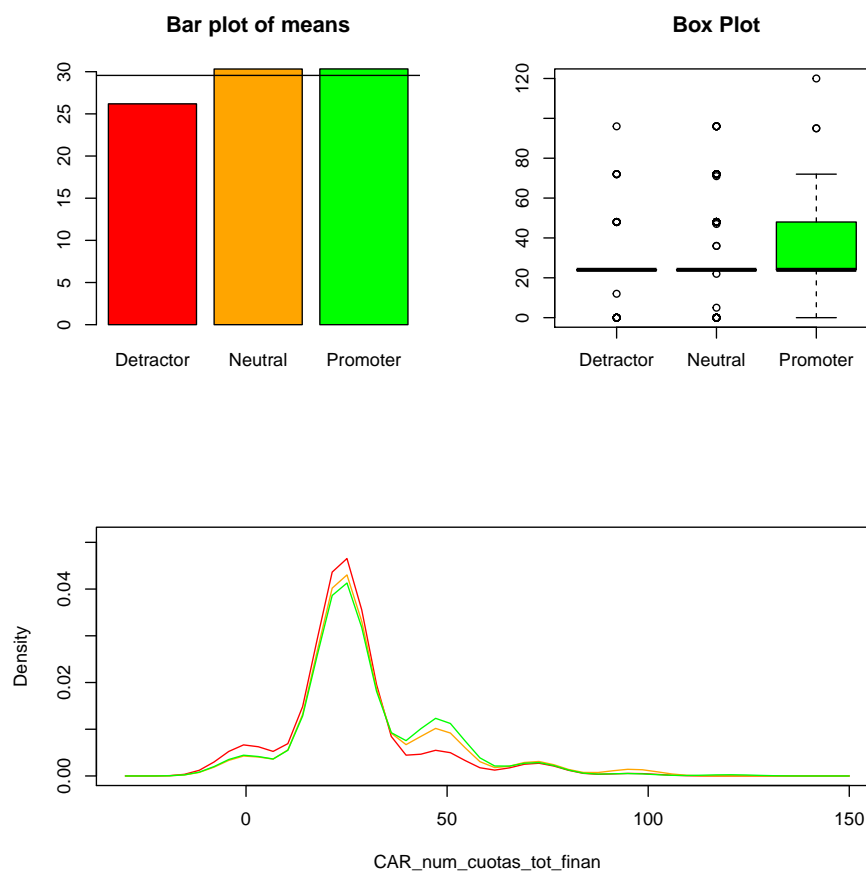 Bar plot of means
0 5 10 15 20 25 30
Detractor Neutral Promoter
Box Plot
0 20 40 60 80 120
Detractor Neutral Promoter
Density
0.00 0.02 0.04
0 50 100 150
CAR_num_cuotas_tot_finan